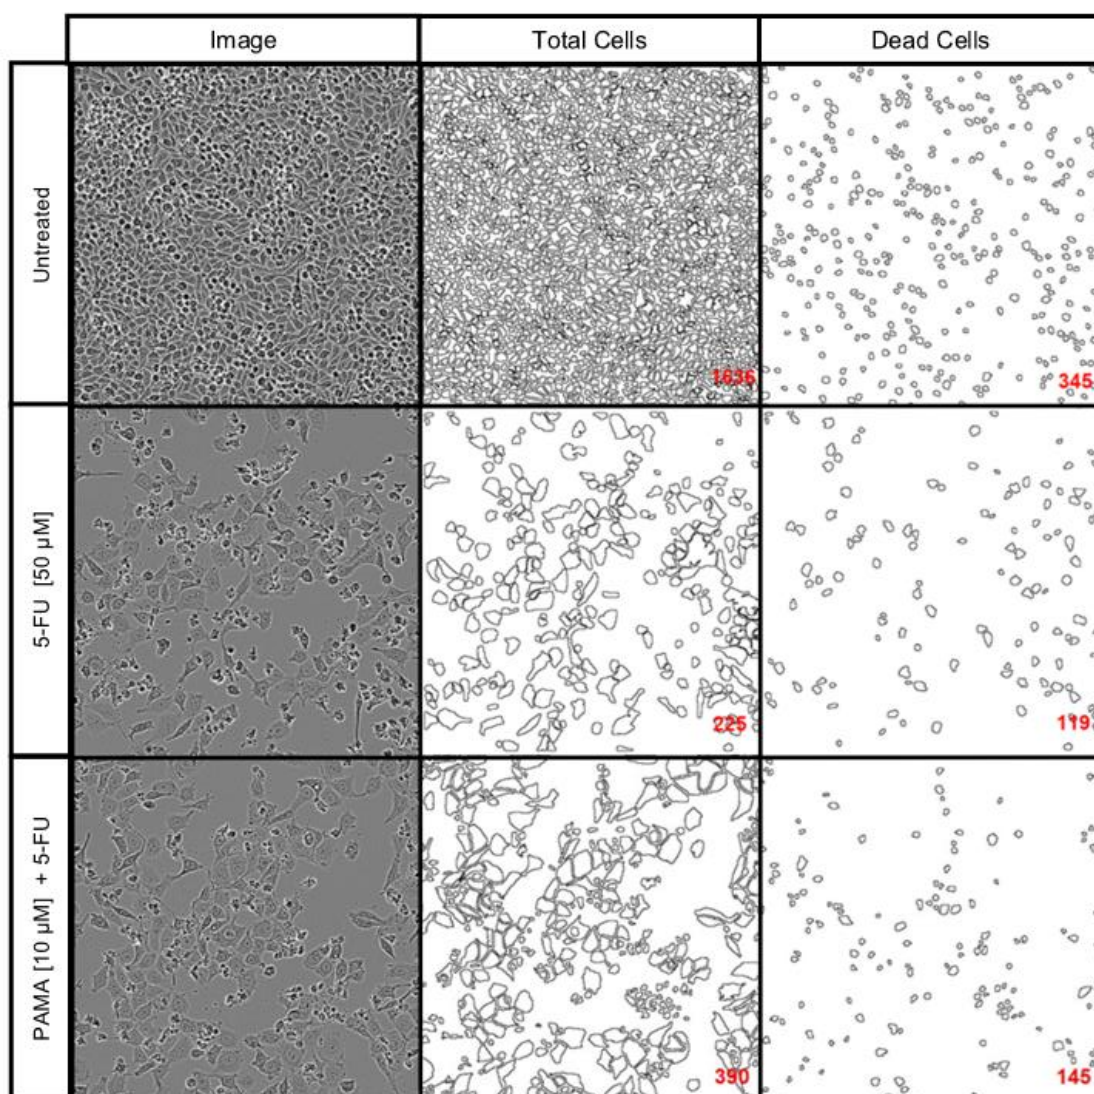 Image
Total Cells
Dead Cells
Untreated
1636
345
5-FU [50 µM]
225
119
PAMA [10 µM] + 5-FU
390
145